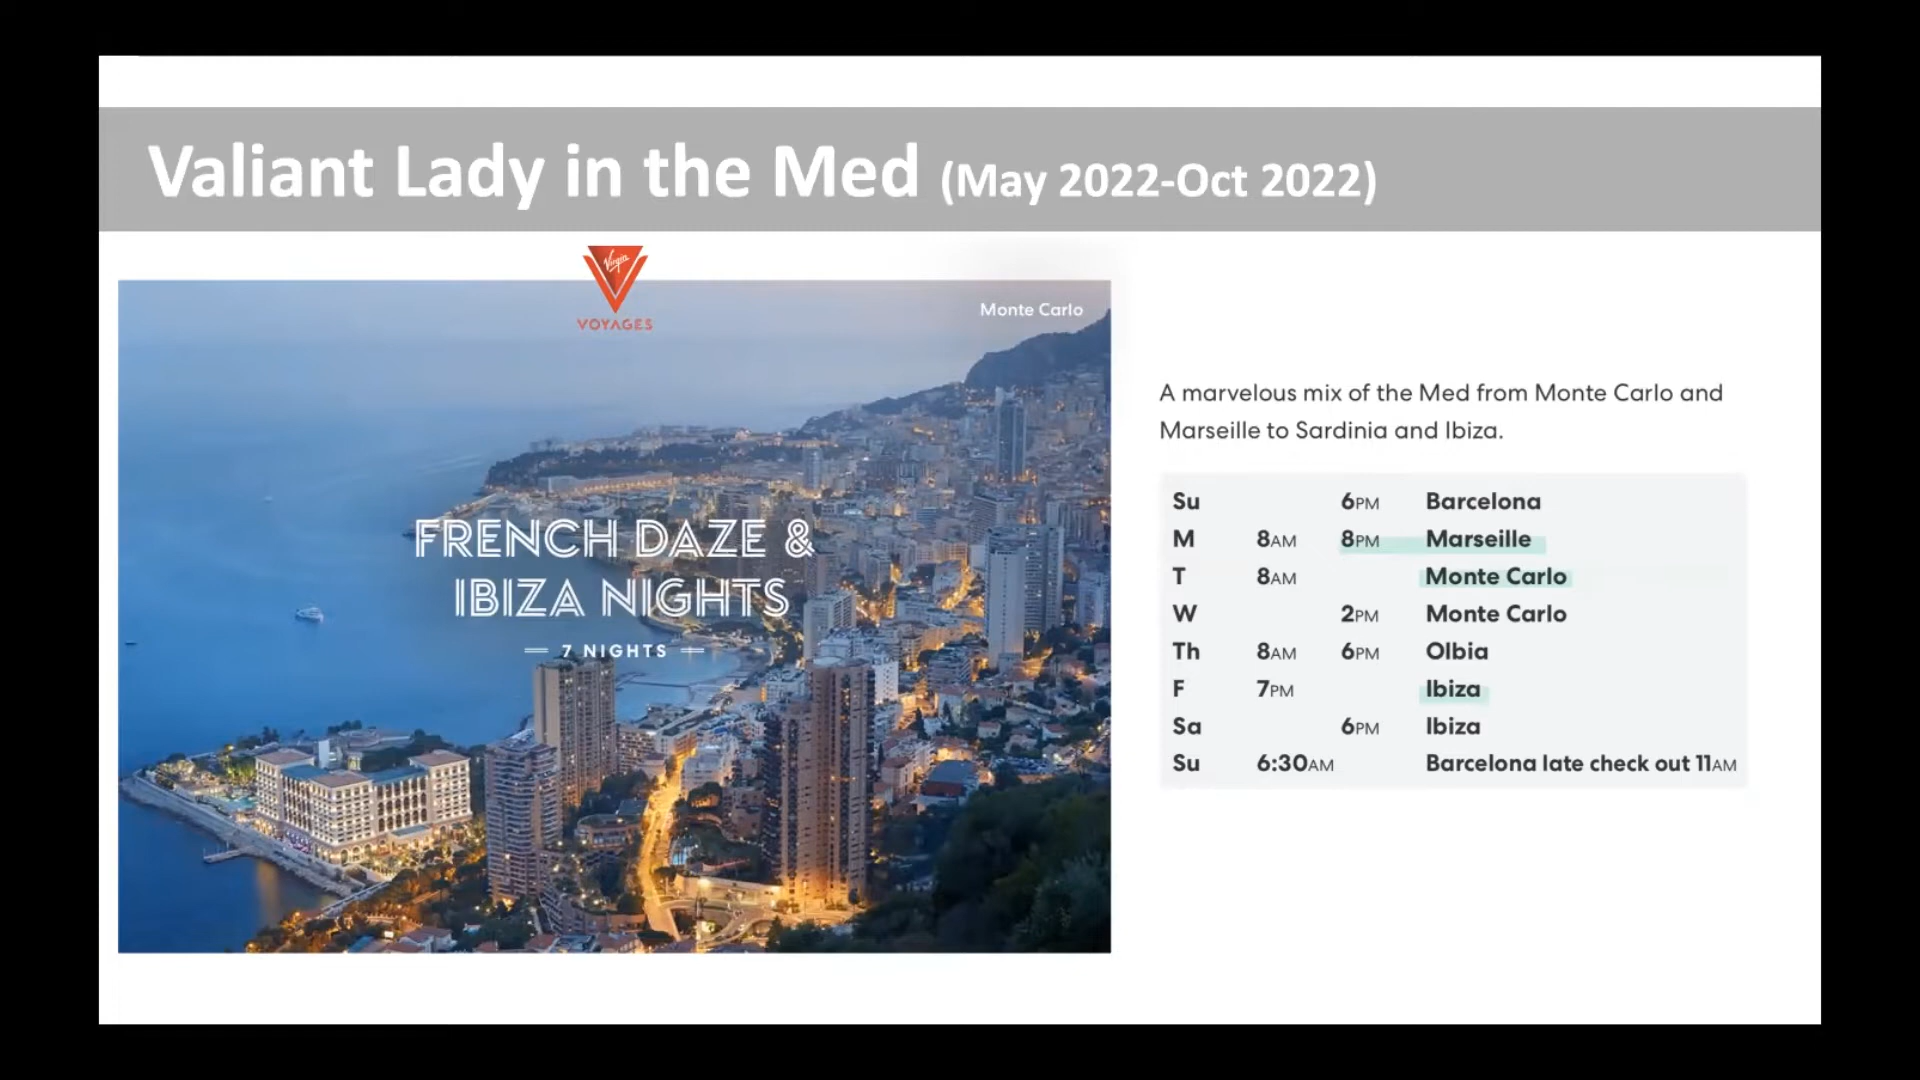 Valiant Lady in the Med (May 2022-Oct 2022)
Virgin
VOYAGES
Monte Carlo
FRENCH DAZE &
IBIZA NIGHTS
7 NIGHTS
A marvelous mix of the Med from Monte Carlo and
Marseille to Sardinia and Ibiza.
Su 6PM Barcelona
M 8AM 8PM Marseille
T 8AM Monte Carlo
W 2PM Monte Carlo
Th 8AM 6PM Olbia
F 7PM Ibiza
Sa 6PM Ibiza
Su 6:30AM Barcelona late check out 11AM